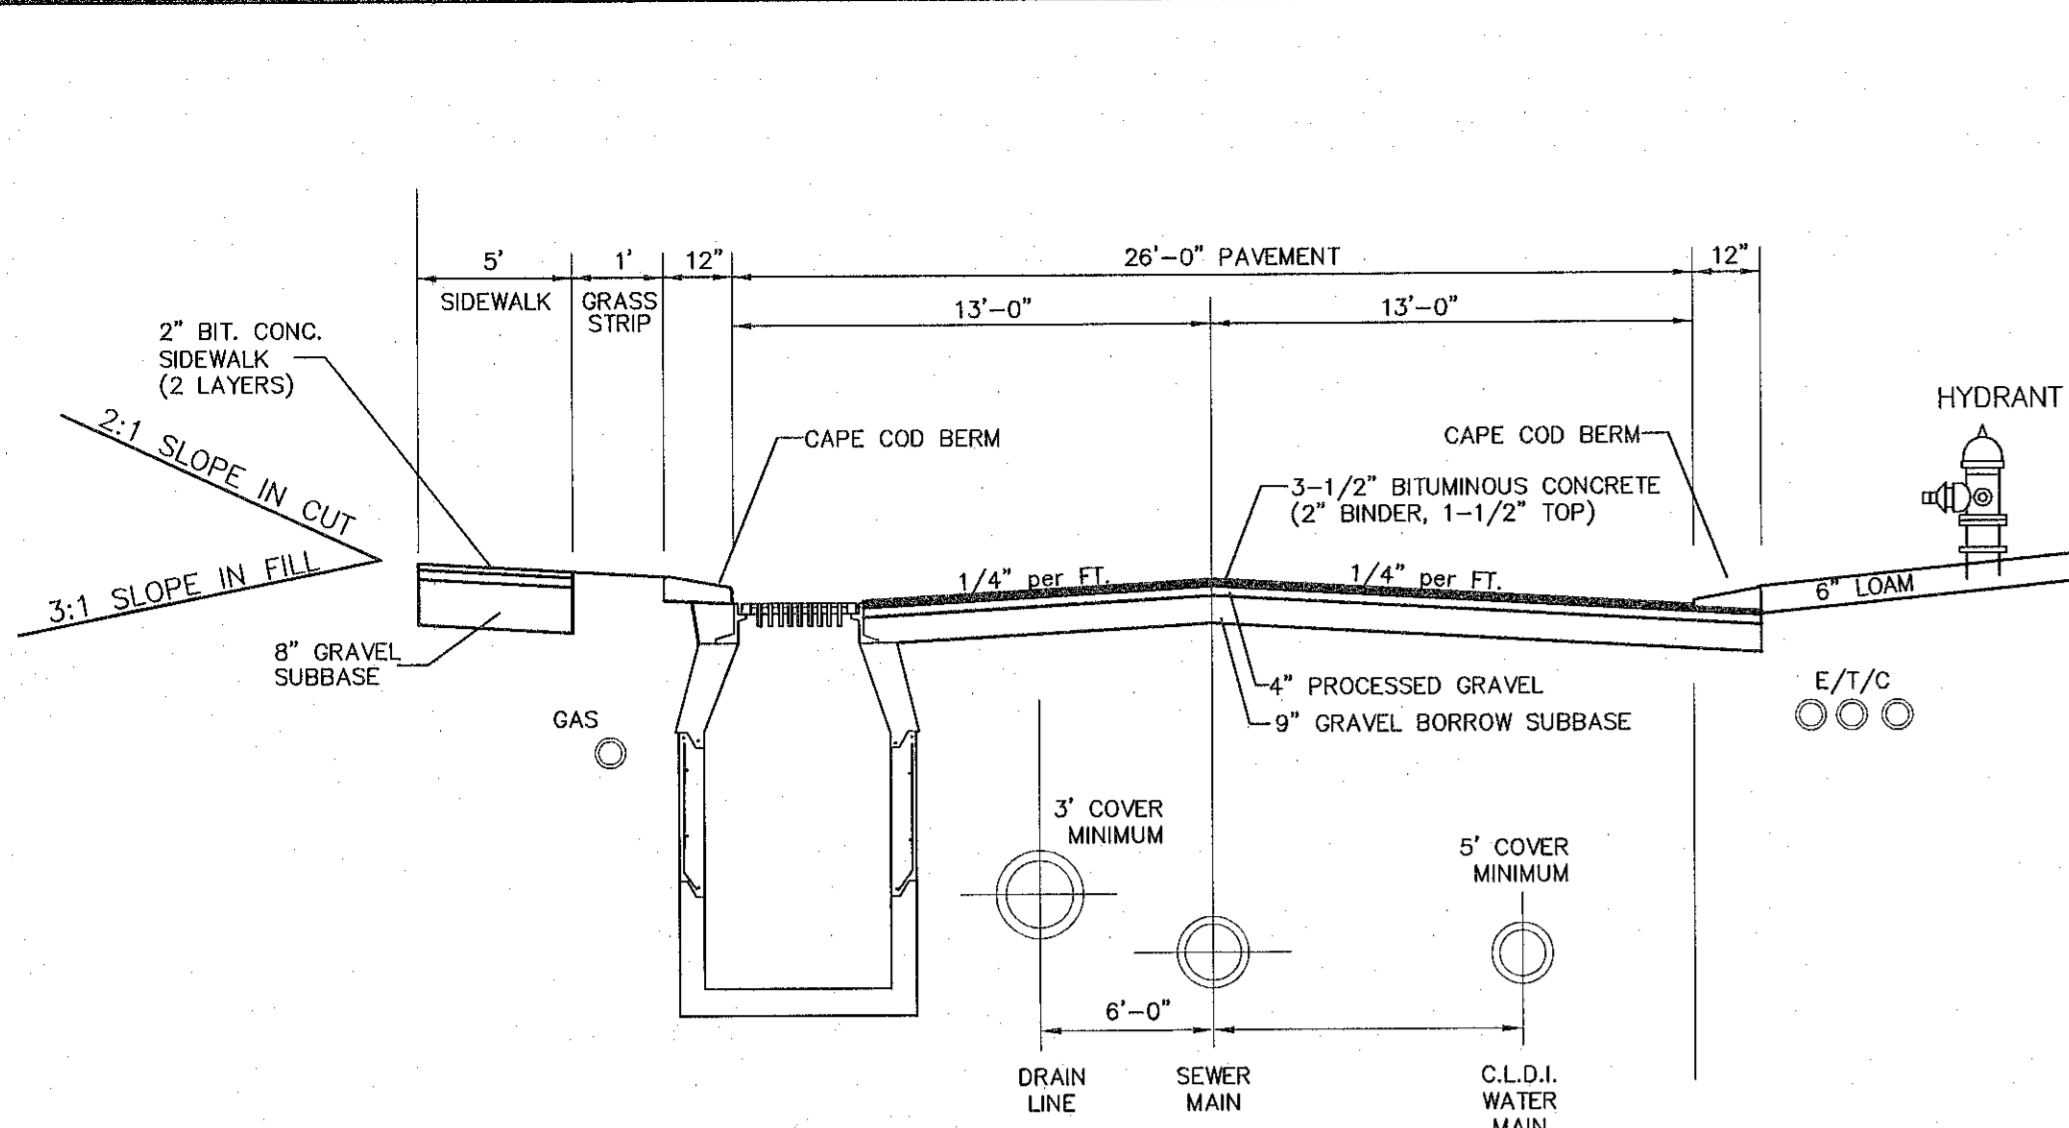 5'
1'
12"
26'-0" PAVEMENT
12"
SIDEWALK
GRASS
STRIP
13'-0"
13'-0"
2" BIT. CONC.
SIDEWALK
(2 LAYERS)
HYDRANT
2:1 SLOPE IN CUT
CAPE COD BERM
CAPE COD BERM
3-1/2" BITUMINOUS CONCRETE
(2" BINDER, 1-1/2" TOP)
3:1 SLOPE IN FILL
1/4" per FT.
1/4" per FT.
6" LOAM
8" GRAVEL
SUBBASE
4" PROCESSED GRAVEL
9" GRAVEL BORROW SUBBASE
E/T/C
GAS
3' COVER
MINIMUM
5' COVER
MINIMUM
6'-0"
DRAIN
LINE
SEWER
MAIN
C.L.D.I.
WATER
MAIN